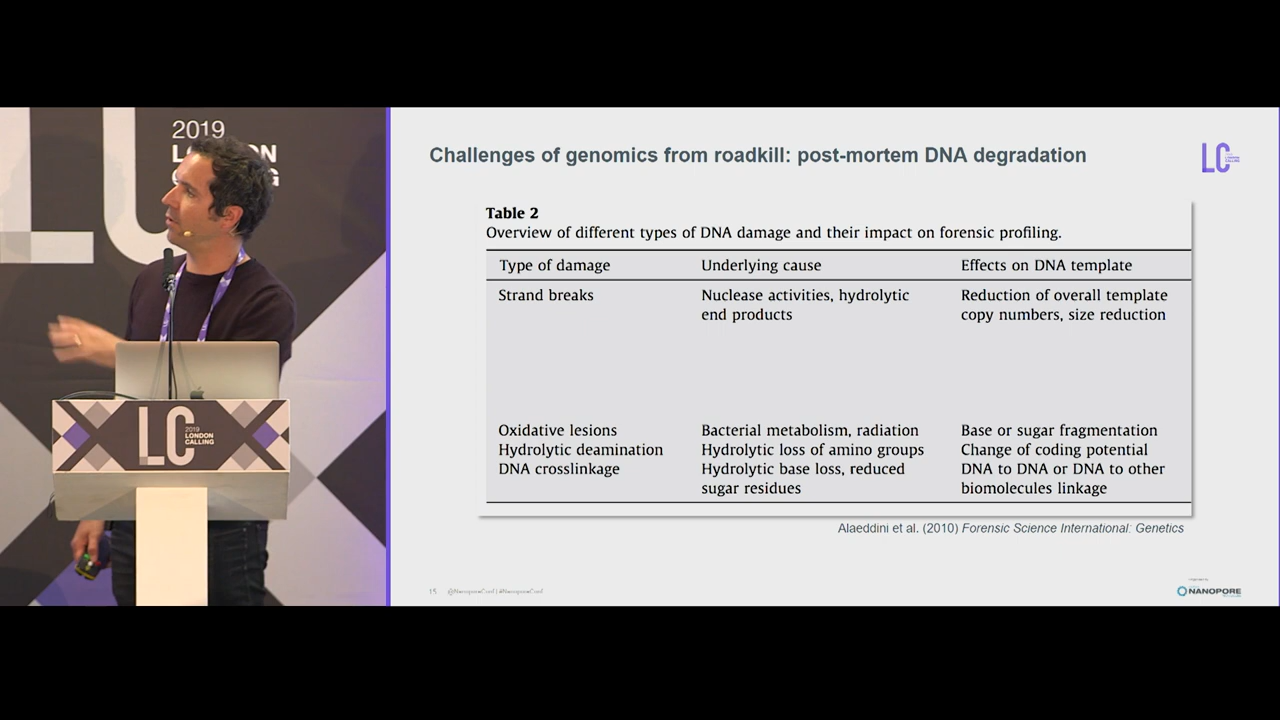 2019
LONDON
CALLING
LC
2019
LONDON
CALLING
Challenges of genomics from roadkill: post-mortem DNA degradation
LC
Table 2
Overview of different types of DNA damage and their impact on forensic profiling.
Type of damage Underlying cause Effects on DNA template
Strand breaks Nuclease activities, hydrolytic Reduction of overall template
end products copy numbers, size reduction
Oxidative lesions Bacterial metabolism, radiation Base or sugar fragmentation
Hydrolytic deamination Hydrolytic loss of amino groups Change of coding potential
DNA crosslinkage Hydrolytic base loss, reduced DNA to DNA or DNA to other
sugar residues biomolecules linkage
Alaeddini et al. (2010) Forensic Science International: Genetics
15 @NanoporeConf | #NanoporeConf
NANOPORE